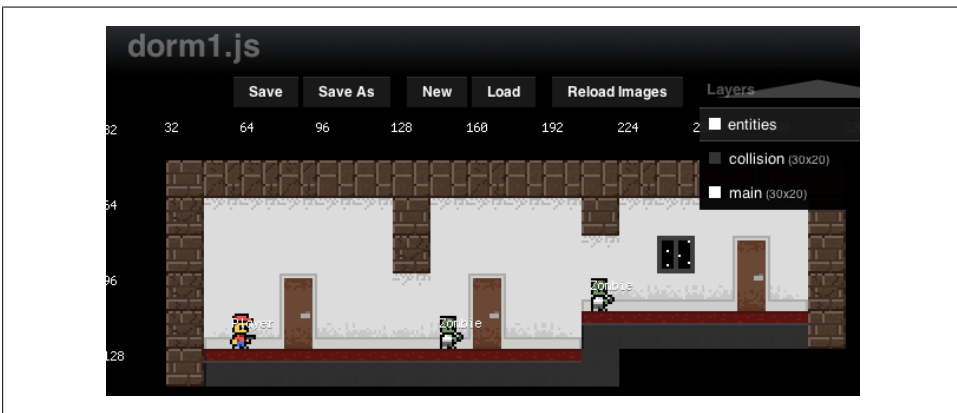 dorm1.js
Save Save As New Load Reload Images Layers
32 32 64 96 128 160 192 224 2
entities
collision (30x20)
main (30x20)
64
96
Zombie
Player Zombie
128